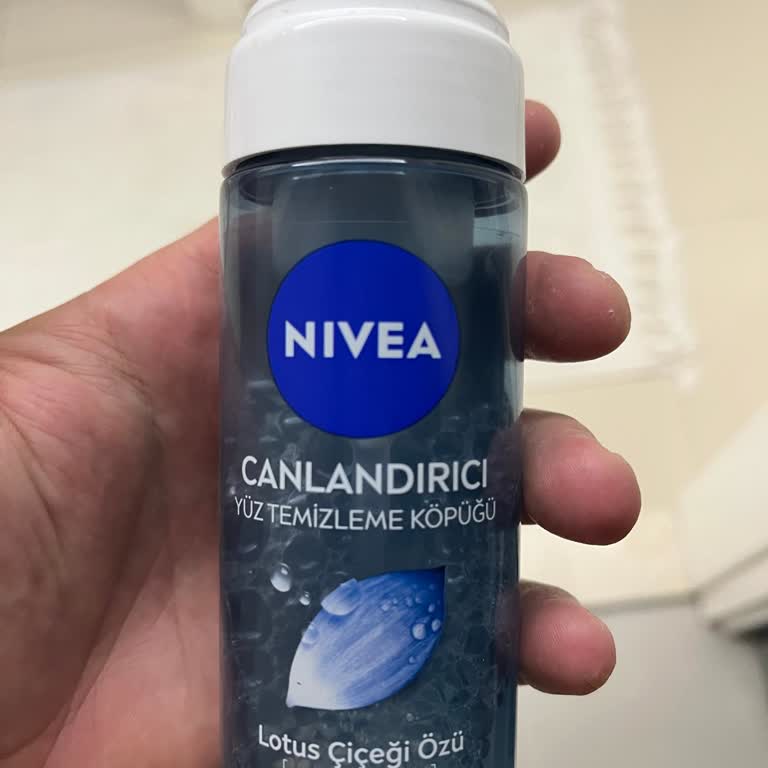 NIVEA
CANLANDIRICI
YÜZ TEMİZLEME KÖPÜĞÜ
Lotus Çiçeği Özü